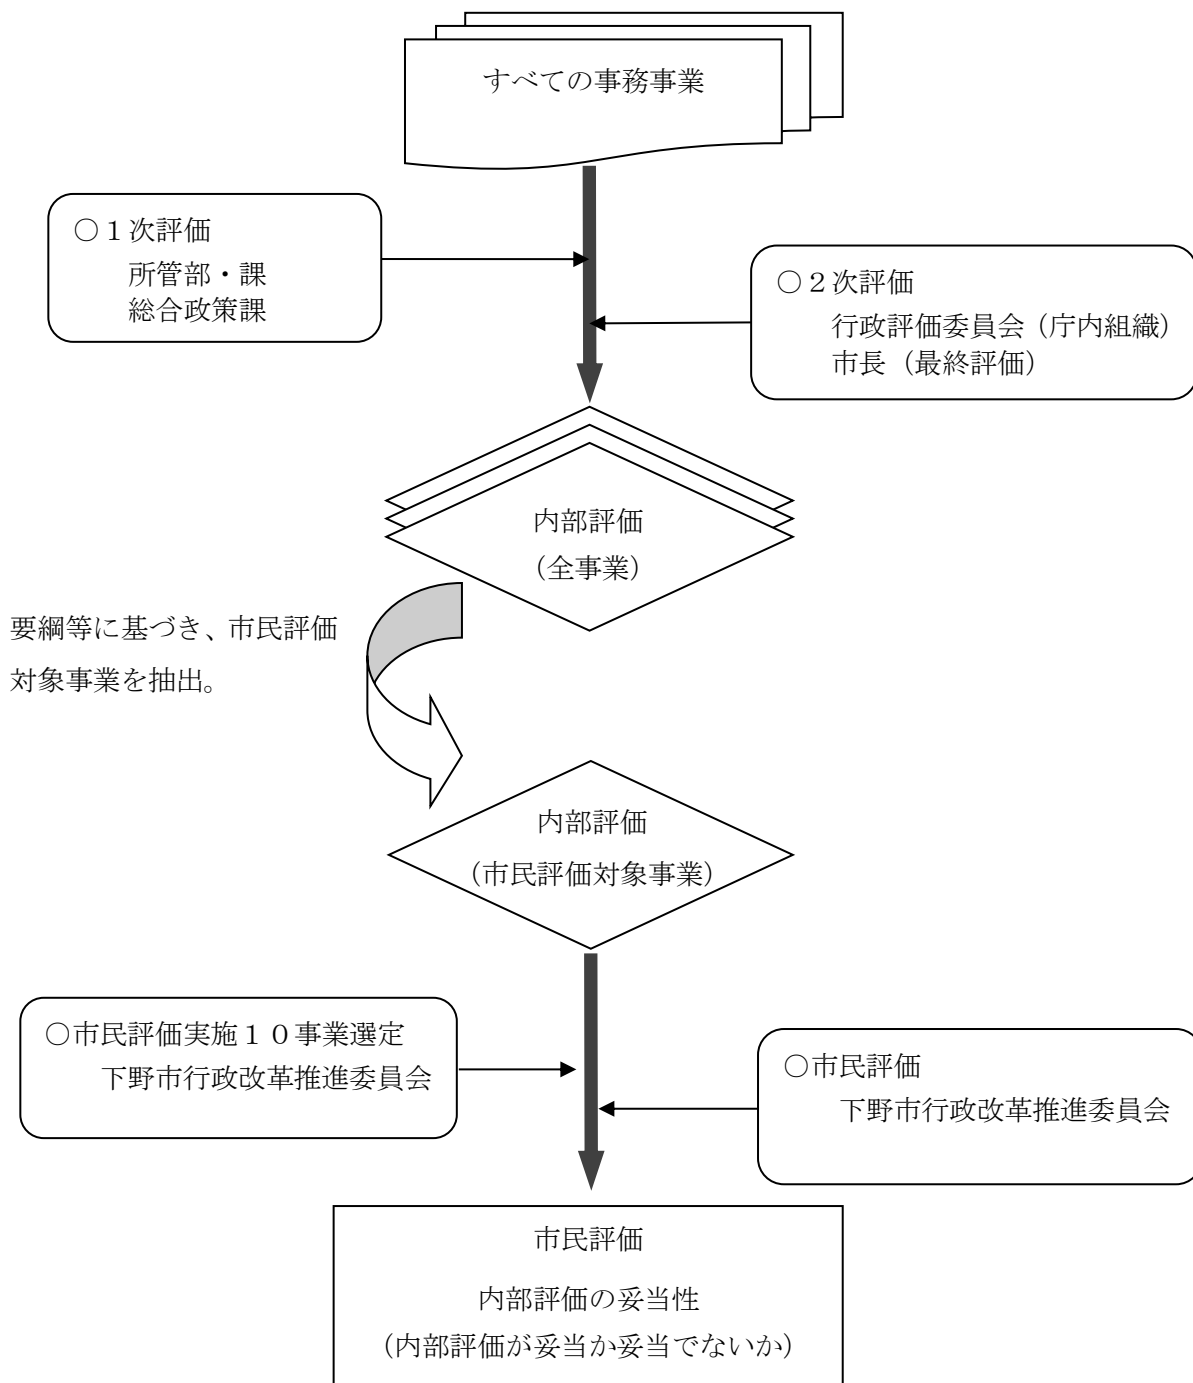 すべての事務事業
○１次評価
所管部・課
総合政策課
○２次評価
行政評価委員会（庁内組織）
市長（最終評価）
内部評価
（全事業）
要綱等に基づき、市民評価
対象事業を抽出。
内部評価
（市民評価対象事業）
○市民評価実施１０事業選定
下野市行政改革推進委員会
○市民評価
下野市行政改革推進委員会
市民評価
内部評価の妥当性
（内部評価が妥当か妥当でないか）